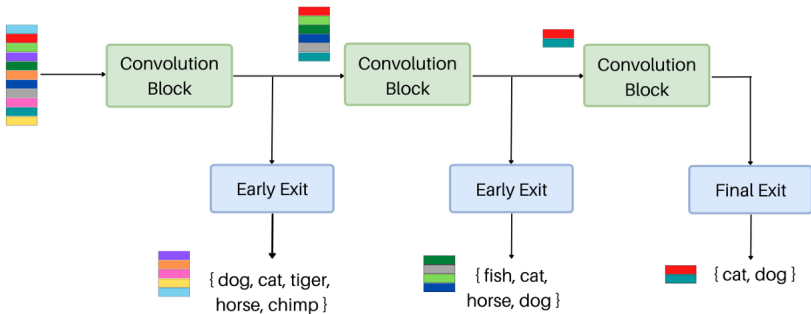 Convolution
Block
Convolution
Block
Convolution
Block
Early Exit
Early Exit
Final Exit
{ dog, cat, tiger,
horse, chimp }
{ fish, cat,
horse, dog }
{ cat, dog }